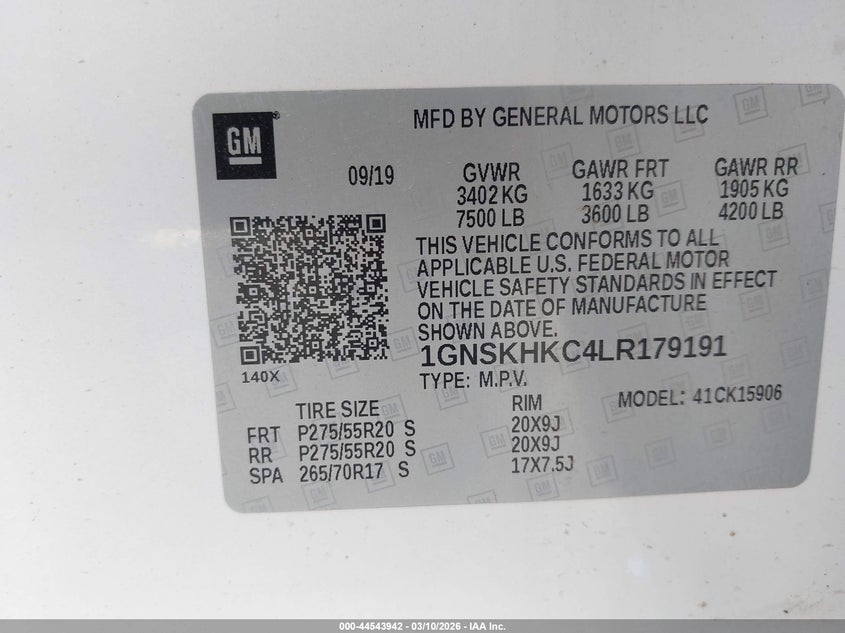 GM
MFD BY GENERAL MOTORS LLC
09/19
GVWR GAWR FRT GAWR RR
3402 KG 1633 KG 1905 KG
7500 LB 3600 LB 4200 LB
THIS VEHICLE CONFORMS TO ALL
APPLICABLE U.S. FEDERAL MOTOR
VEHICLE SAFETY STANDARDS IN EFFECT
ON THE DATE OF MANUFACTURE
SHOWN ABOVE.
1GNSKHKC4LR179191
140X
TYPE: M.P.V.
MODEL: 41CK15906
TIRE SIZE RIM
FRT P275/55R20 S 20X9J
RR P275/55R20 S 20X9J
SPA 265/70R17 S 17X7.5J
000-44543942 - 03/10/2026 - IAA Inc.